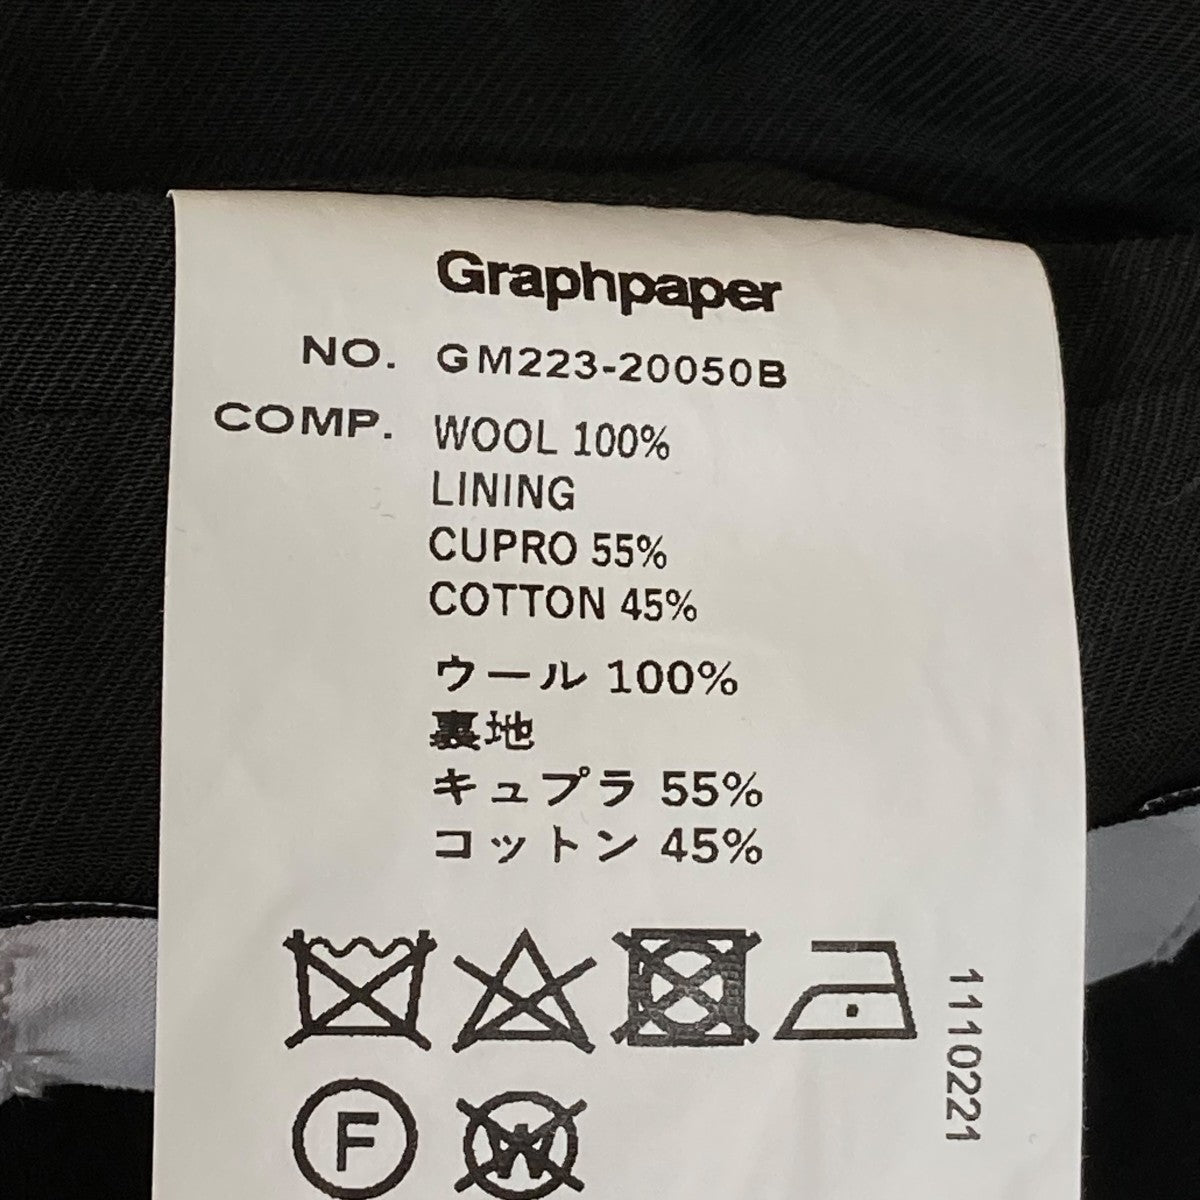 Graphpaper
NO. GM223-20050B
COMP. WOOL 100%
LINING
CUPRO 55%
COTTON 45%
ウール 100%
裏地
キュプラ 55%
コットン 45%
1110221
F
W